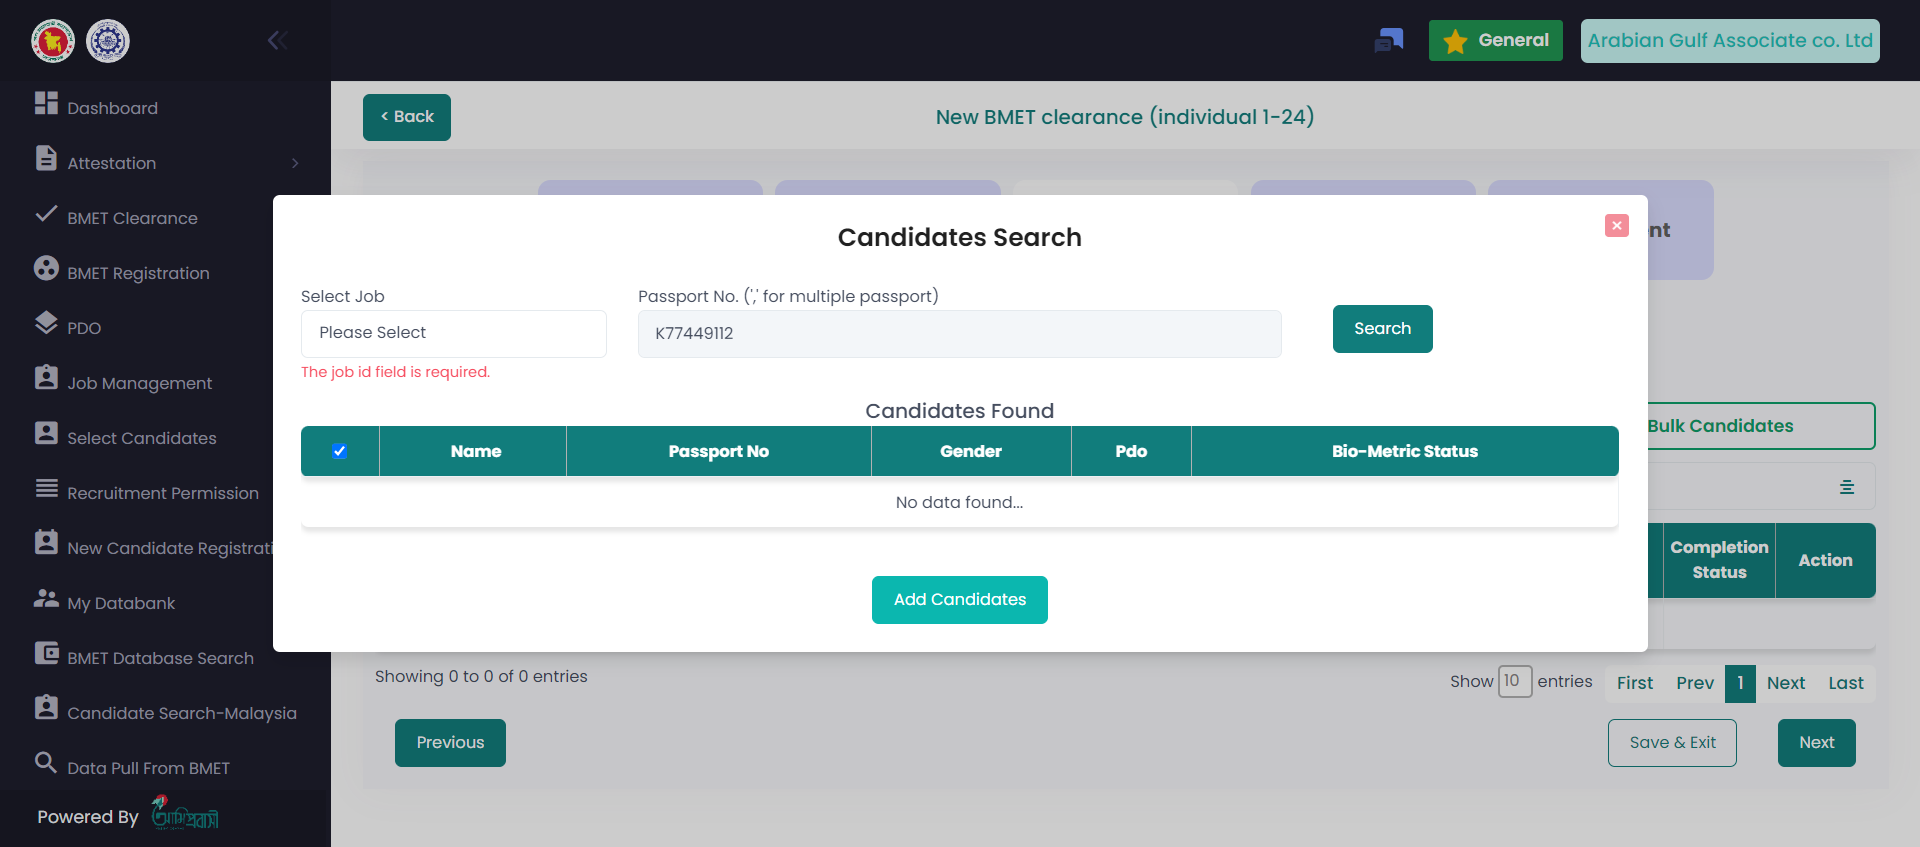 General
Arabian Gulf Associate co. Ltd
Dashboard
Attestation
BMET Clearance
BMET Registration
PDO
Job Management
Select Candidates
Recruitment Permission
New Candidate Registrati
My Databank
BMET Database Search
Candidate Search-Malaysia
Data Pull From BMET
Powered By
আমি প্রবাসী
< Back
New BMET clearance (individual 1-24)
nt
Candidates Search
Select Job
Passport No. (',' for multiple passport)
Please Select
K77449112
Search
The job id field is required.
Candidates Found
Name Passport No Gender Pdo Bio-Metric Status
No data found...
Add Candidates
Bulk Candidates
Completion
Status
Action
Showing 0 to 0 of 0 entries
Show 10 entries
First Prev 1 Next Last
Previous
Save & Exit
Next